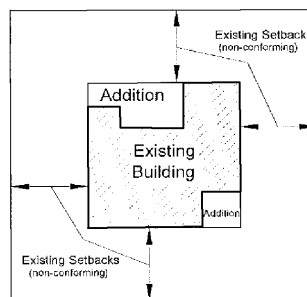 Existing Setback
(non-conforming)
Addition
Existing
Building
Addition
Existing Setbacks
(non-conforming)